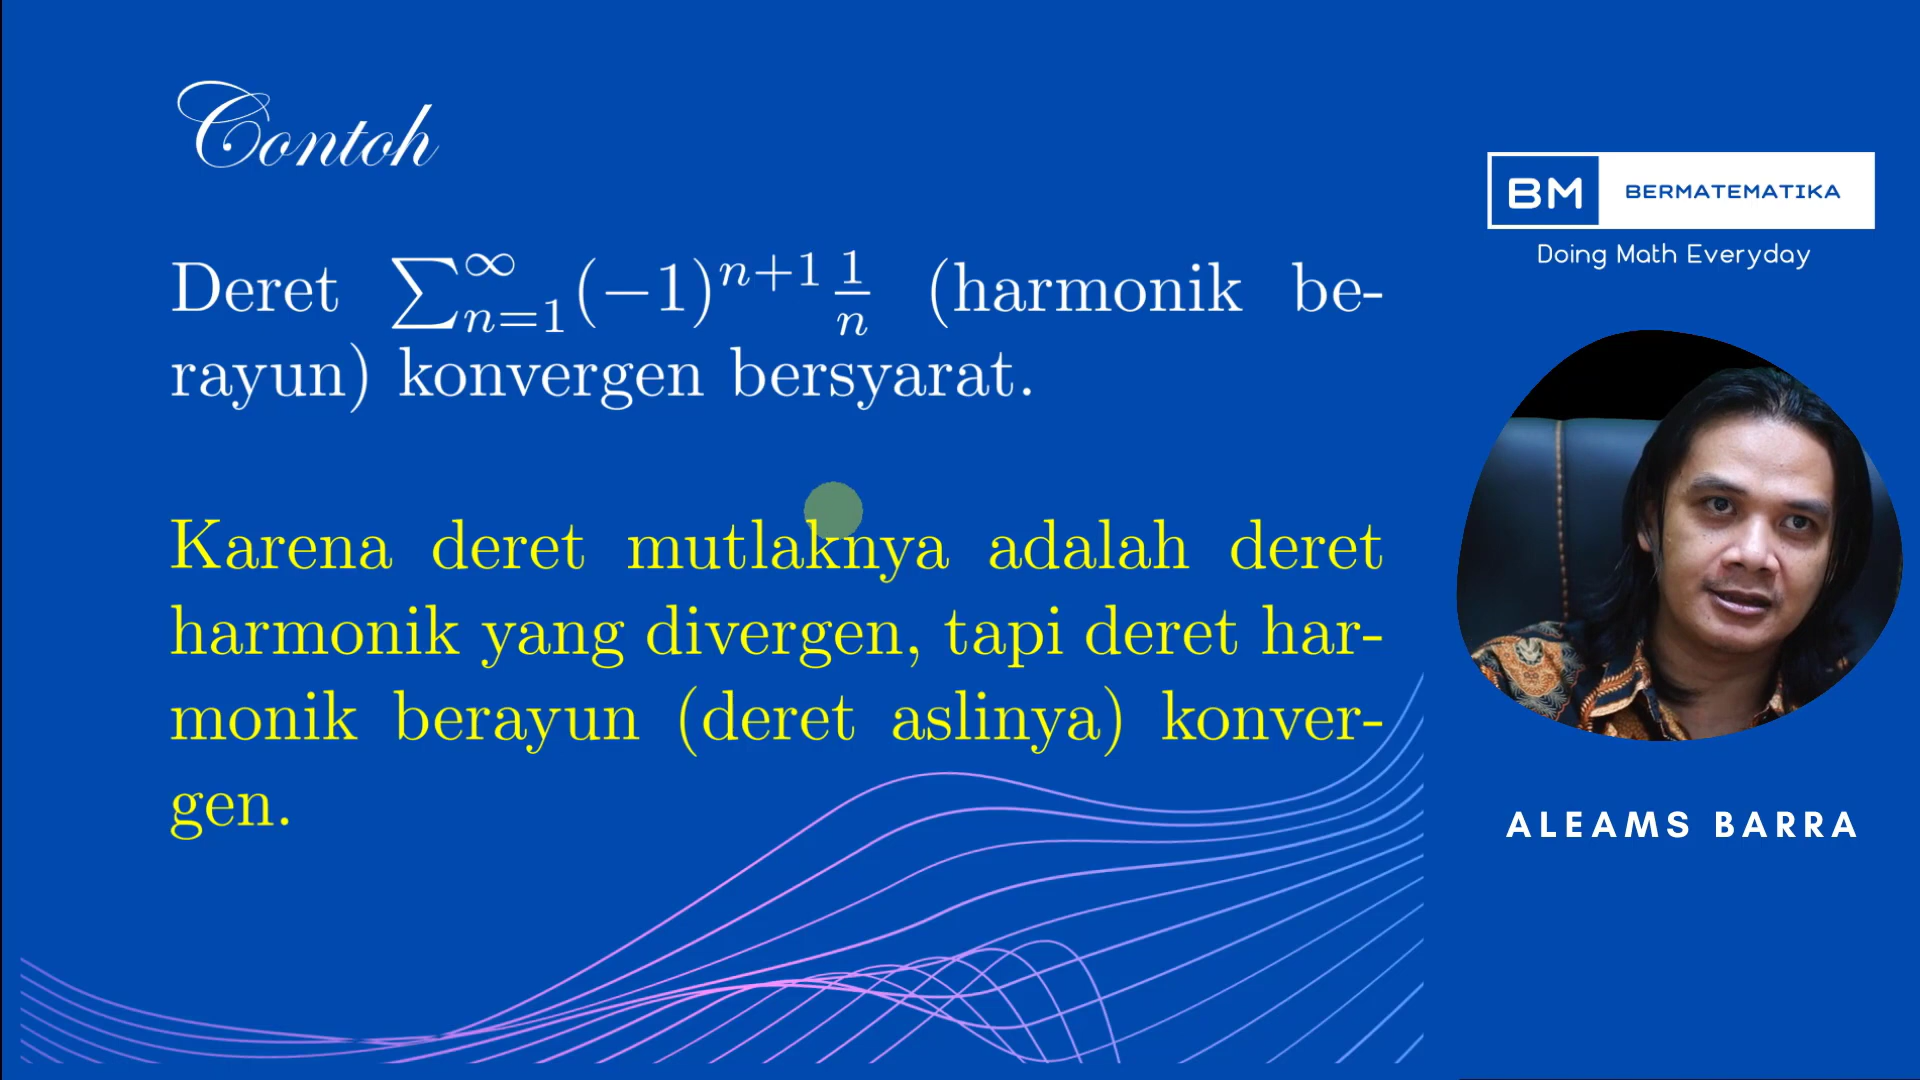 Contoh
Deret $\sum_{n=1}^{\infty}(-1)^{n+1}\frac{1}{n}$ (harmonik be-
rayun) konvergen bersyarat.
Karena deret mutlaknya adalah deret
harmonik yang divergen, tapi deret har-
monik berayun (deret aslinya) konver-
gen.
BM BERMATEMATIKA
Doing Math Everyday
ALEAMS BARRA